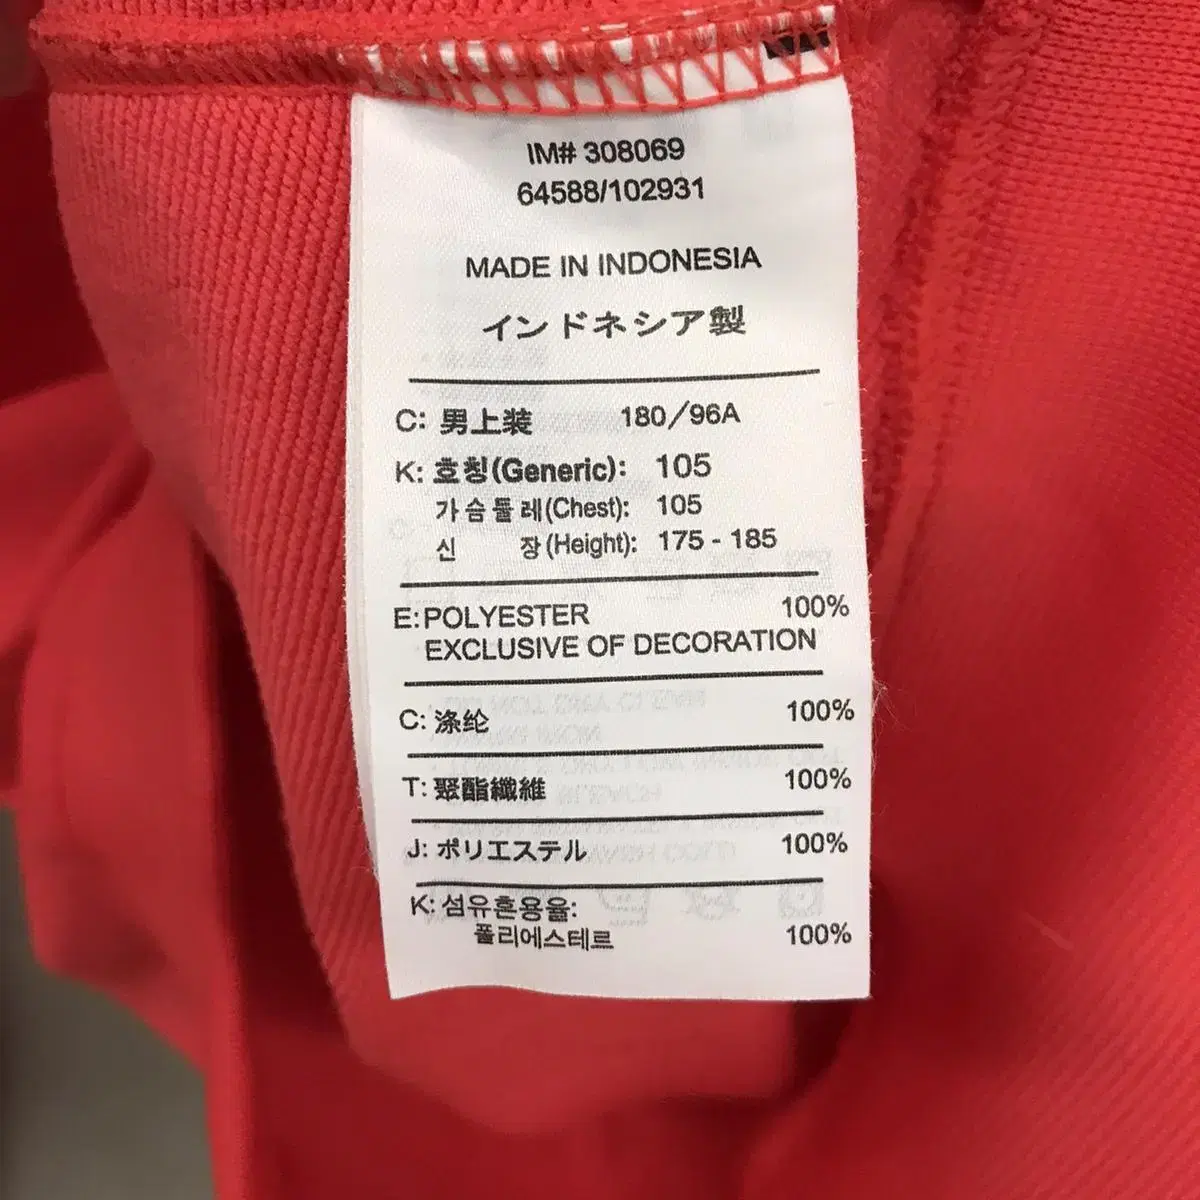 IM# 308069
64588/102931
MADE IN INDONESIA
インドネシア製
C: 男上装 180/96A
K: 호칭(Generic): 105
가슴둘레(Chest): 105
신 장(Height): 175 - 185
E:POLYESTER 100%
EXCLUSIVE OF DECORATION
C: 涤纶 100%
T: 聚酯纖維 100%
J: ポリエステル 100%
K: 섬유혼용율:
폴리에스테르 100%